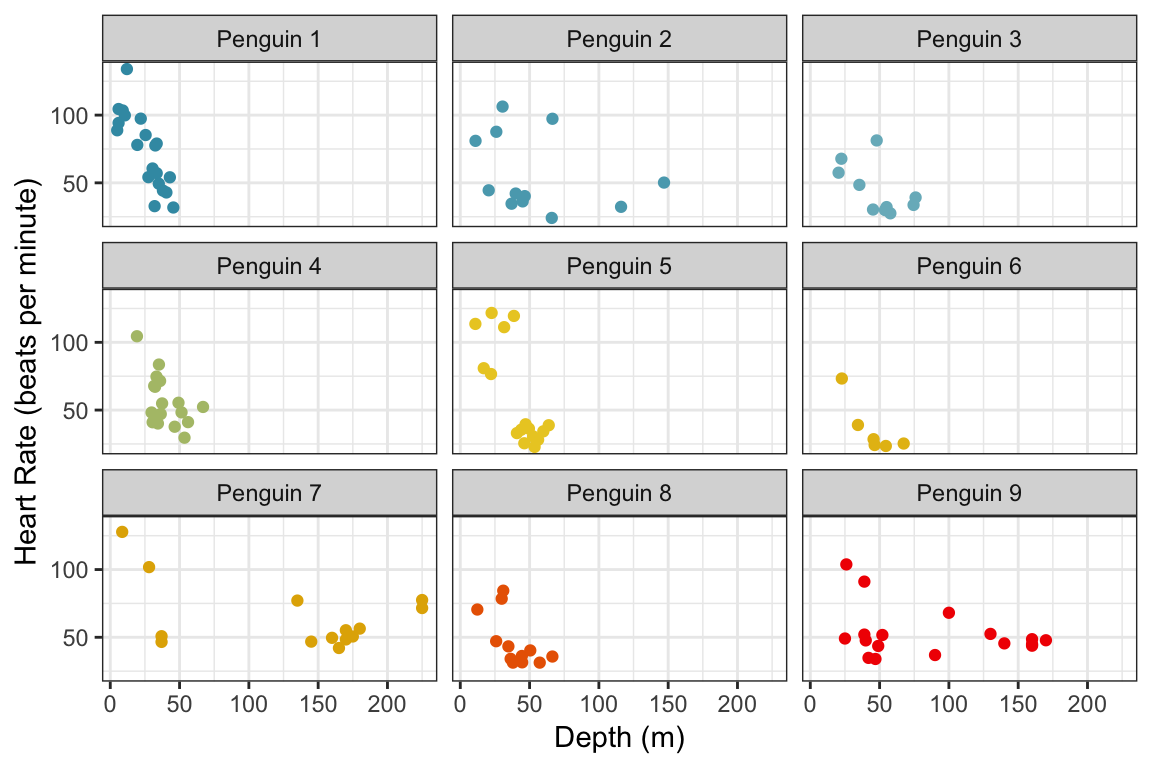 Penguin 1 Penguin 2 Penguin 3
100
50
Penguin 4 Penguin 5 Penguin 6
100
50
Penguin 7 Penguin 8 Penguin 9
100
50
0 50 100 150 200 0 50 100 150 200 0 50 100 150 200
Depth (m)
Heart Rate (beats per minute)